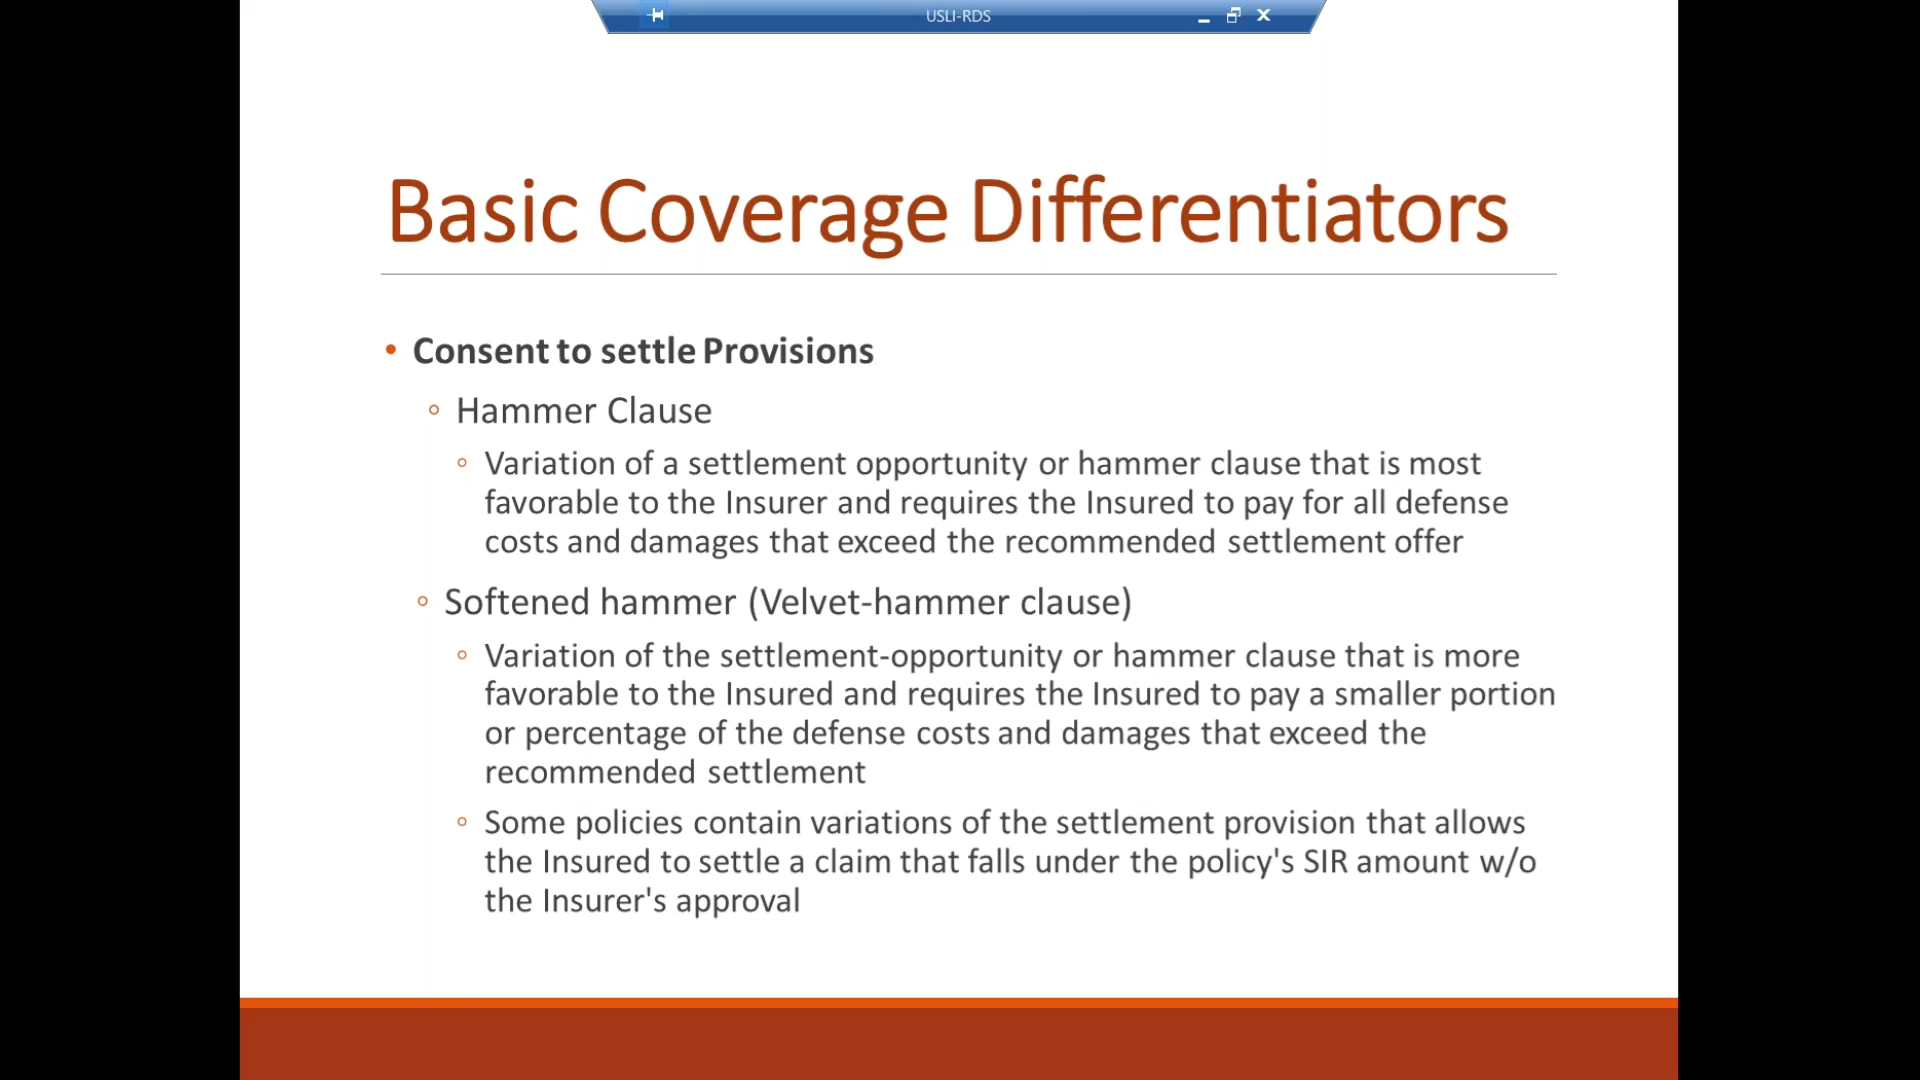 USLI-RDS
Basic Coverage Differentiators
• Consent to settle Provisions
◦ Hammer Clause
◦ Variation of a settlement opportunity or hammer clause that is most
favorable to the Insurer and requires the Insured to pay for all defense
costs and damages that exceed the recommended settlement offer
◦ Softened hammer (Velvet-hammer clause)
◦ Variation of the settlement-opportunity or hammer clause that is more
favorable to the Insured and requires the Insured to pay a smaller portion
or percentage of the defense costs and damages that exceed the
recommended settlement
◦ Some policies contain variations of the settlement provision that allows
the Insured to settle a claim that falls under the policy's SIR amount w/o
the Insurer's approval